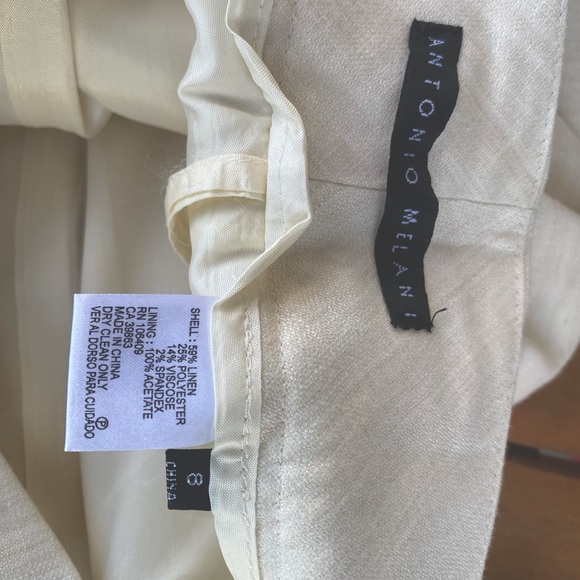 ANTONIO MELANI
SHELL : 59% LINEN
25% POLYESTER
14% VISCOSE
2% SPANDEX
LINING : 100% ACETATE
RN 108409
CA 39863
MADE IN CHINA
DRY CLEAN ONLY
VER AL DORSO PARA CUIDADO
P
8
CHINA